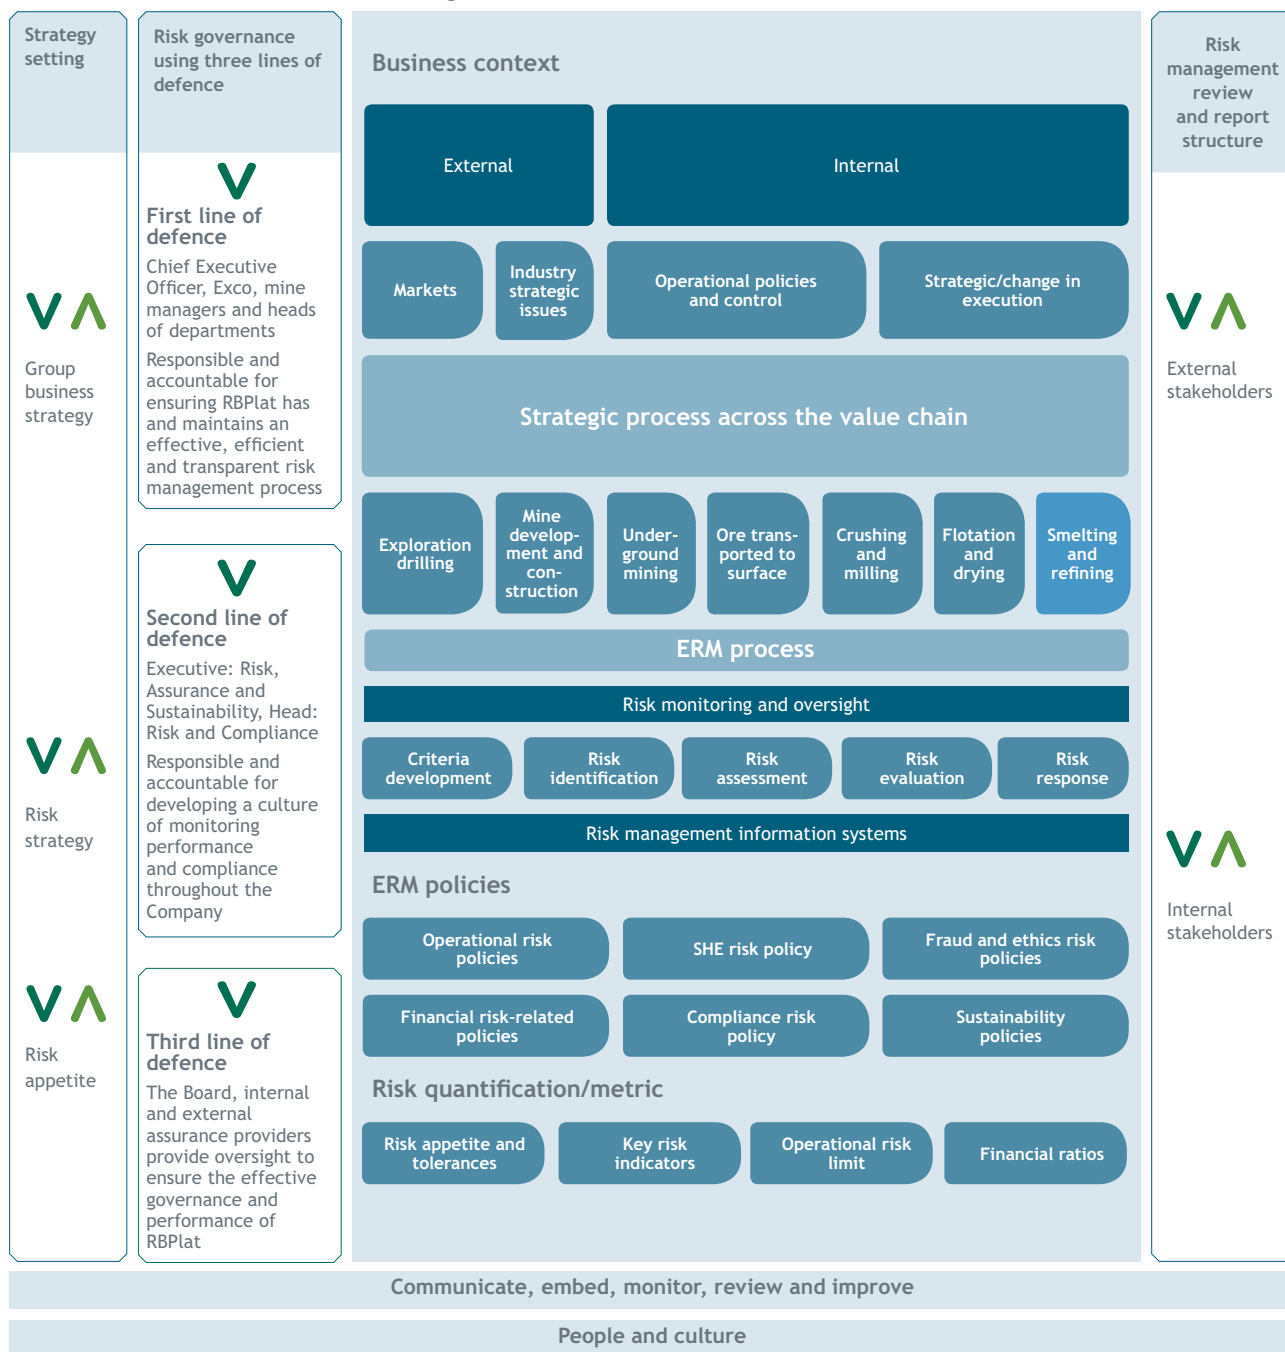 Strategy
setting
Group
business
strategy
Risk
strategy
Risk
appetite
Risk governance
using three lines of
defence
First line of
defence
Chief Executive
Officer, Exco, mine
managers and heads
of departments
Responsible and
accountable for
ensuring RBPlat has
and maintains an
effective, efficient
and transparent risk
management process
Second line of
defence
Executive: Risk,
Assurance and
Sustainability, Head:
Risk and Compliance
Responsible and
accountable for
developing a culture
of monitoring
performance
and compliance
throughout the
Company
Third line of
defence
The Board, internal
and external
assurance providers
provide oversight to
ensure the effective
governance and
performance of
RBPlat
Business context
External
Internal
Markets
Industry
strategic
issues
Operational policies
and control
Strategic/change in
execution
Strategic process across the value chain
Exploration
drilling
Mine
develop-
ment and
con-
struction
Under-
ground
mining
Ore trans-
ported to
surface
Crushing
and
milling
Flotation
and
drying
Smelting
and
refining
ERM process
Risk monitoring and oversight
Criteria
development
Risk
identification
Risk
assessment
Risk
evaluation
Risk
response
Risk management information systems
ERM policies
Operational risk
policies
SHE risk policy
Fraud and ethics risk
policies
Financial risk-related
policies
Compliance risk
policy
Sustainability
policies
Risk quantification/metric
Risk appetite and
tolerances
Key risk
indicators
Operational risk
limit
Financial ratios
Risk
management
review
and report
structure
External
stakeholders
Internal
stakeholders
Communicate, embed, monitor, review and improve
People and culture